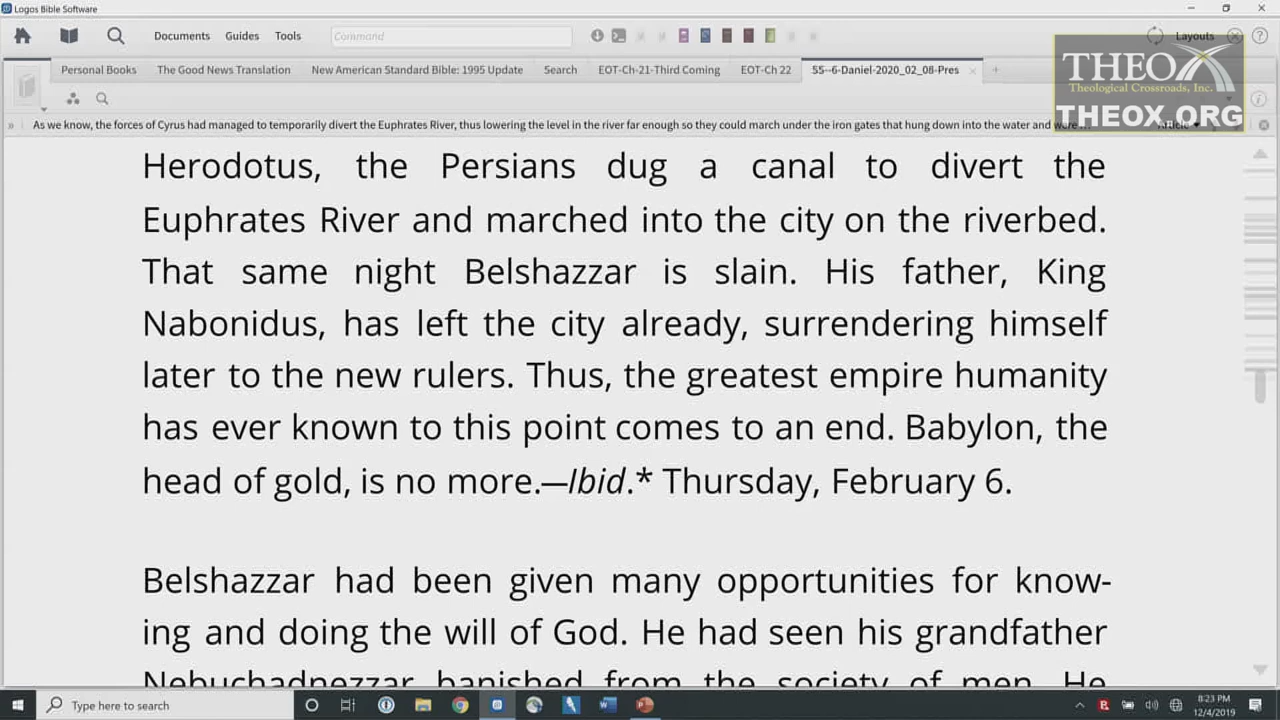 Logos Bible Software
Documents Guides Tools Command Layouts
Personal Books The Good News Translation New American Standard Bible: 1995 Update Search EOT-Ch-21-Third Coming EOT-Ch 22 55--6-Daniel-2020_02_08-Pres
THEOX
Theological Crossroads, Inc.
THEOX.ORG
» As we know, the forces of Cyrus had managed to temporarily divert the Euphrates River, thus lowering the level in the river far enough so they could march under the iron gates that hung down into the water and were ... Article
Herodotus, the Persians dug a canal to divert the
Euphrates River and marched into the city on the riverbed.
That same night Belshazzar is slain. His father, King
Nabonidus, has left the city already, surrendering himself
later to the new rulers. Thus, the greatest empire humanity
has ever known to this point comes to an end. Babylon, the
head of gold, is no more.—Ibid.* Thursday, February 6.
Belshazzar had been given many opportunities for know-
ing and doing the will of God. He had seen his grandfather
Nebuchadnezzar banished from the society of men. He
Type here to search
8:23 PM
12/4/2019